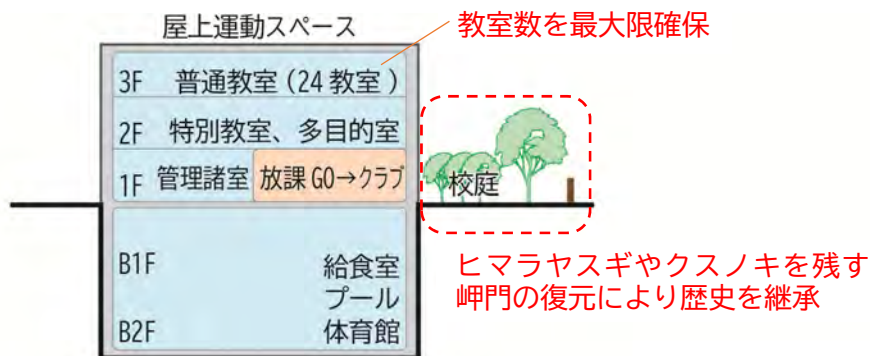 屋上運動スペース
教室数を最大限確保
3F 普通教室(24教室)
2F 特別教室、多目的室
1F 管理諸室 放課GO→クラブ
校庭
B1F 給食室
プール
B2F 体育館
ヒマラヤスギやクスノキを残す
岬門の復元により歴史を継承